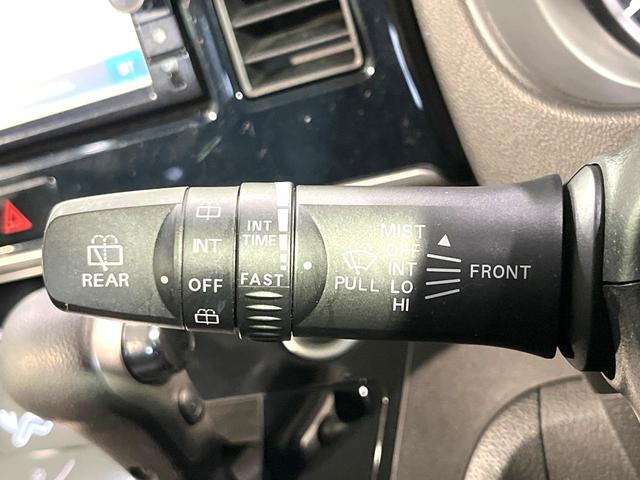 REAR
INT
OFF
INT
TIME
FAST
PULL
MIST
OFF
INT
LO
HI
FRONT